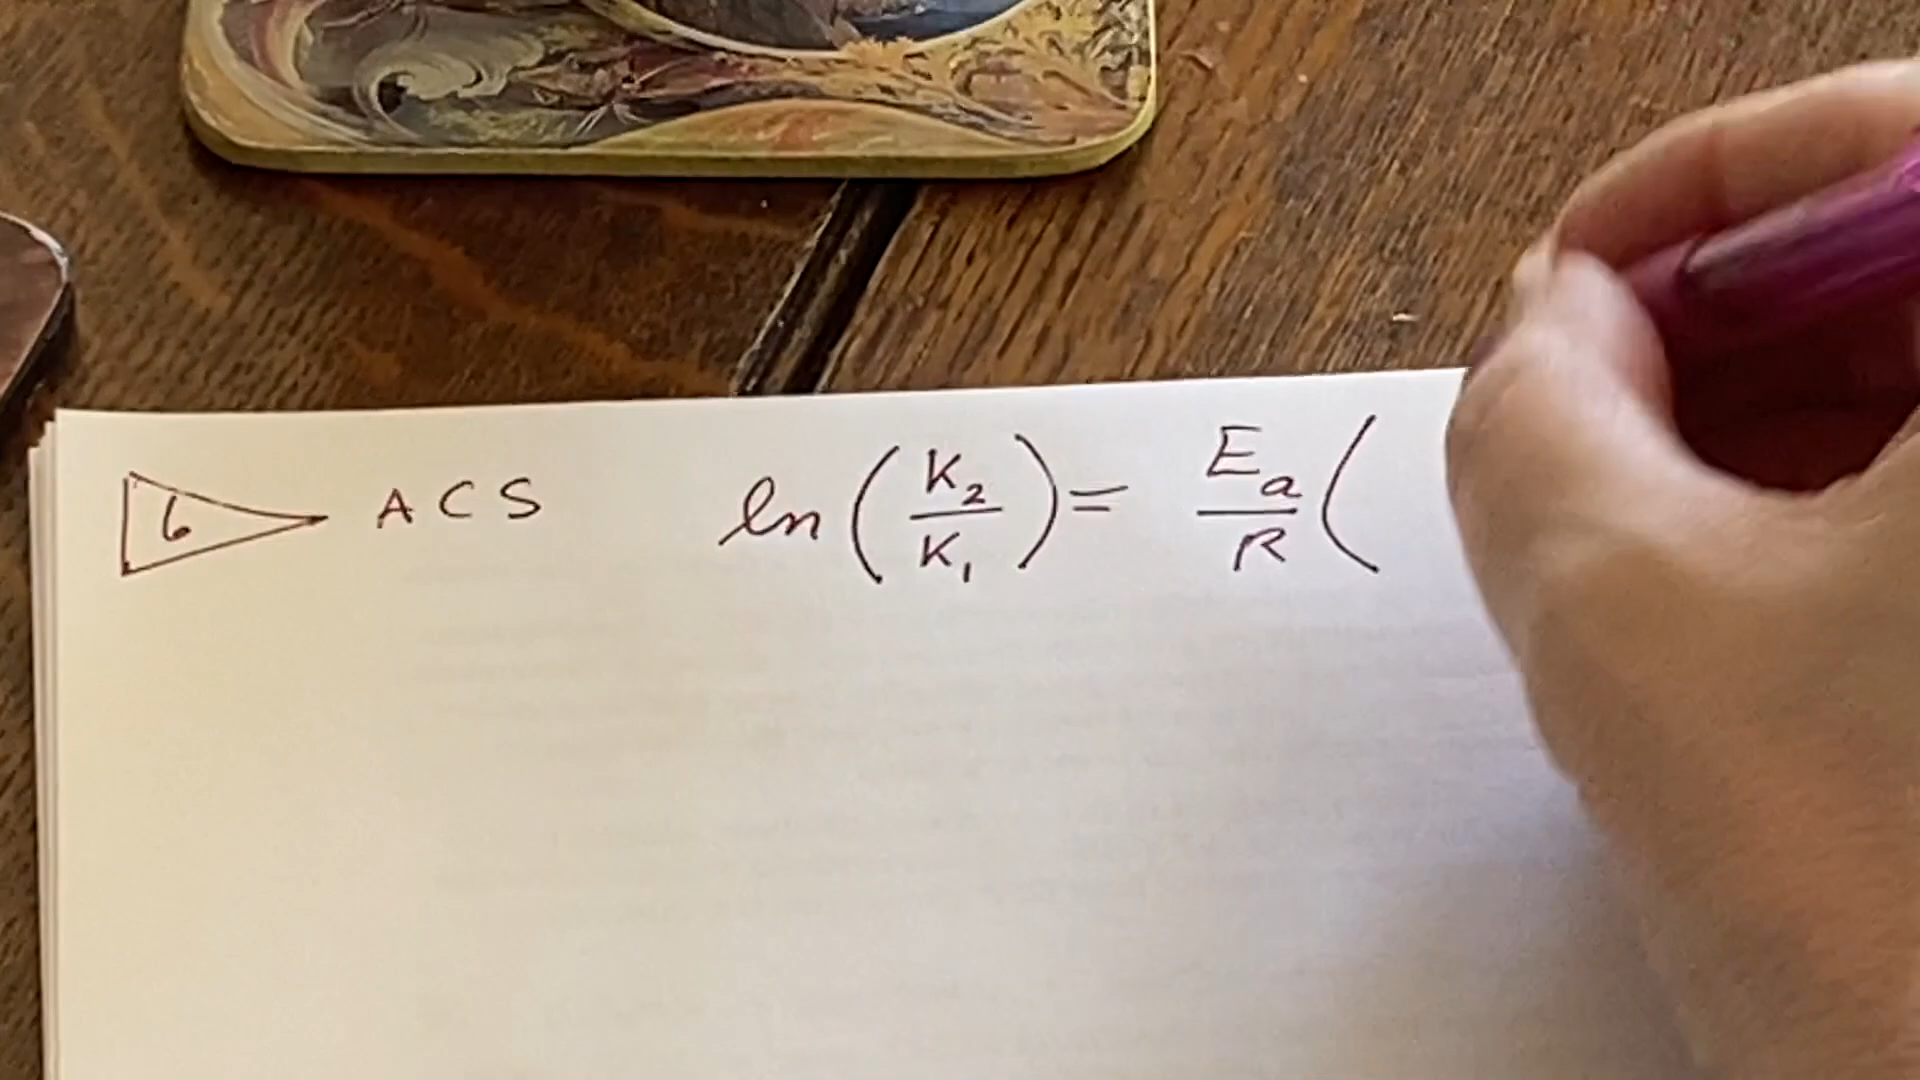 6 ACS ln(K₂/K₁) = Eₐ/R (